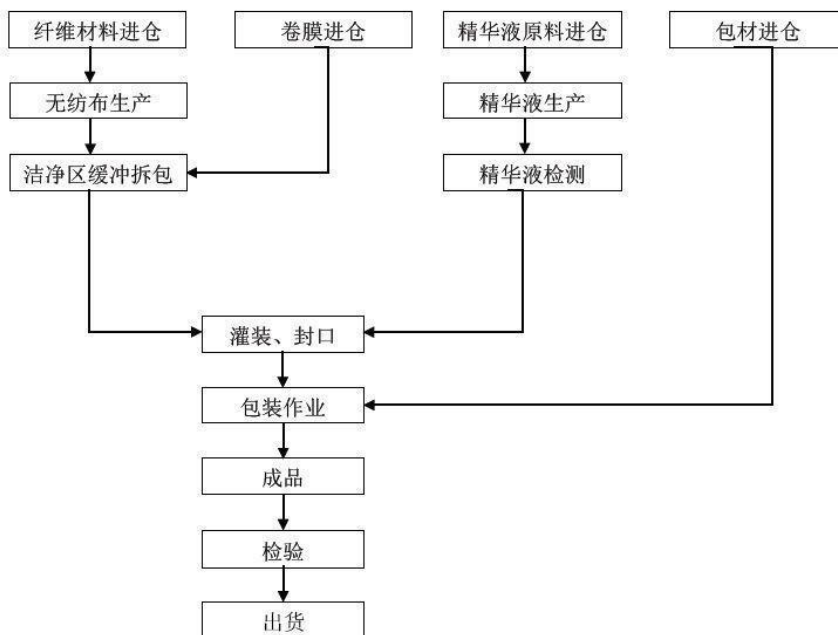 纤维材料进仓
卷膜进仓
精华液原料进仓
包材进仓
无纺布生产
精华液生产
洁净区缓冲拆包
精华液检测
灌装、封口
包装作业
成品
检验
出货